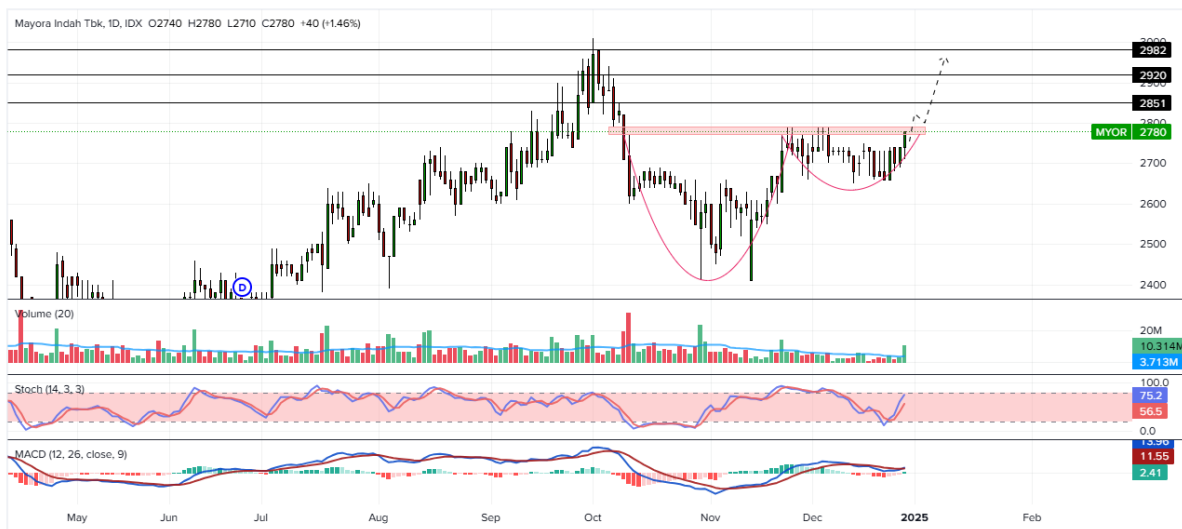 Mayora Indah Tbk, 1D, IDX O2740 H2780 L2710 C2780 +40 (+1.46%)
3000
2982
2920
2900
2851
2800
MYOR 2780
2700
2600
2500
2400
D
Volume (20)
20M
10.314M
3.713M
Stoch (14, 3, 3)
100.0
75.2
56.5
0.0
MACD (12, 26, close, 9)
13.96
11.55
2.41
May Jun Jul Aug Sep Oct Nov Dec 2025 Feb